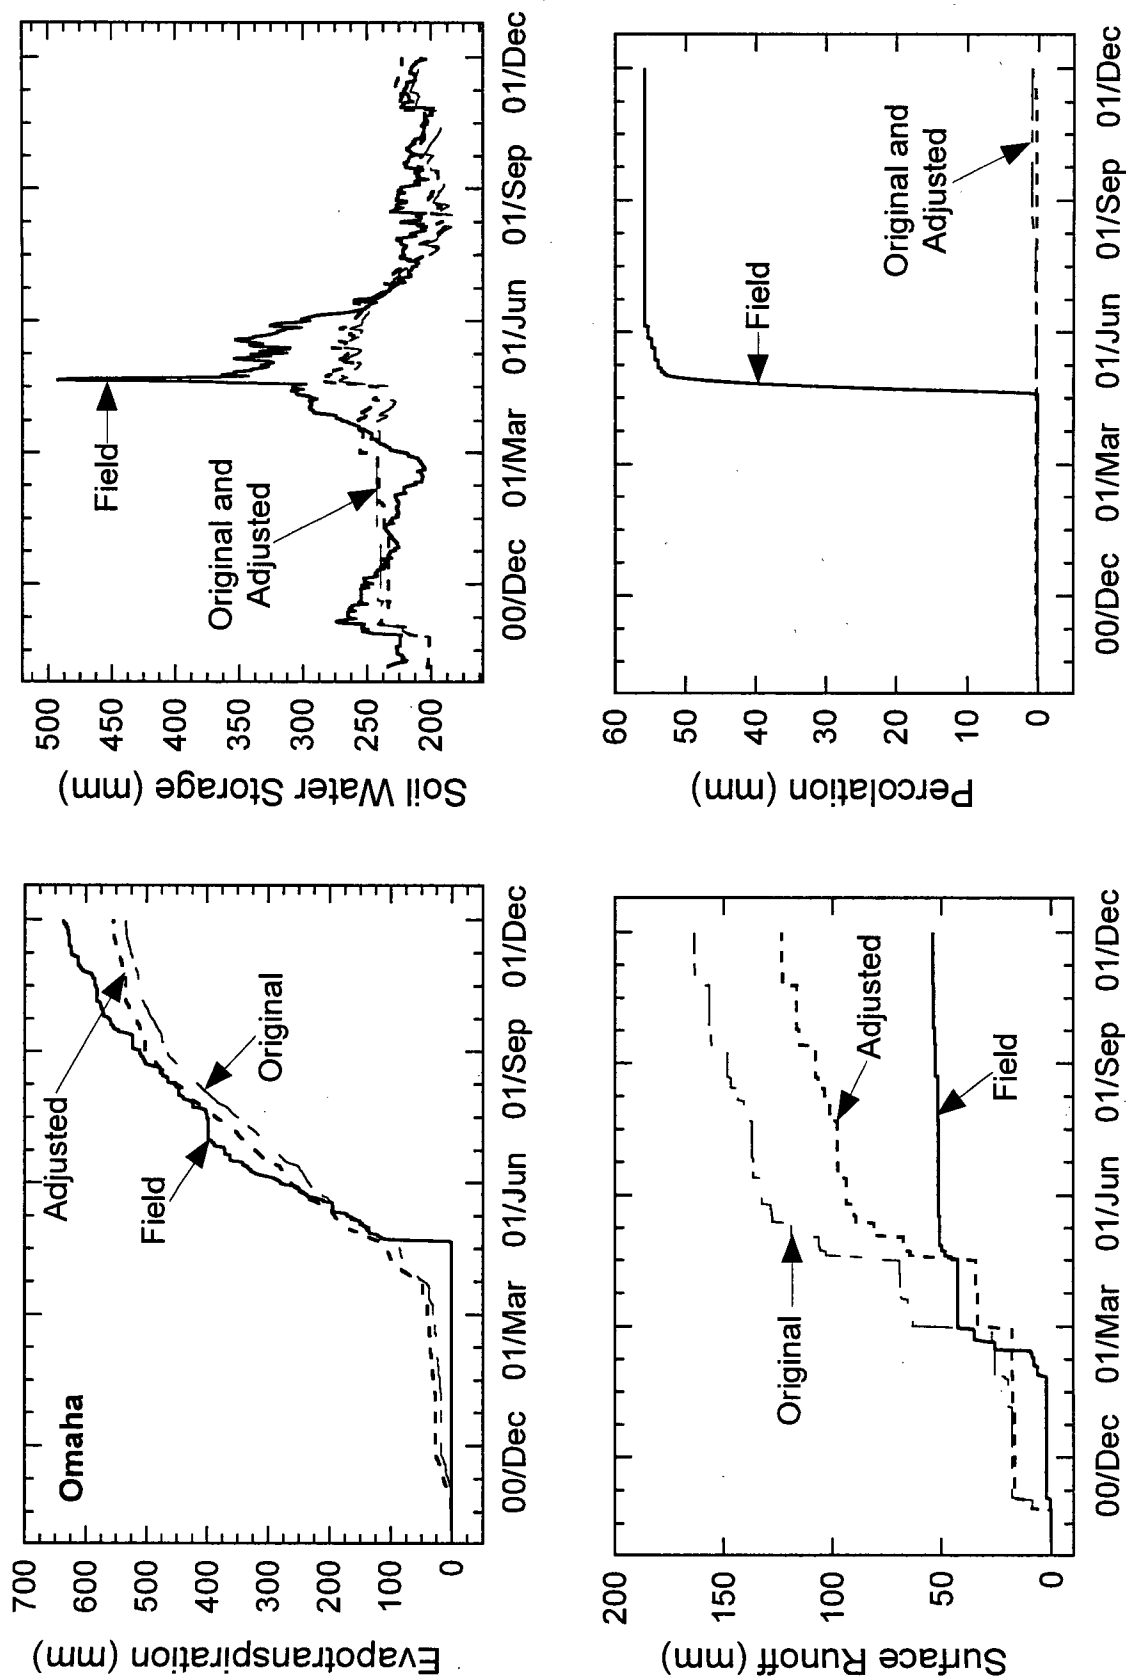 Omaha
Evapotranspiration (mm)
700
600
500
400
300
200
100
0
Adjusted
Field
Original
00/Dec 01/Mar 01/Jun 01/Sep 01/Dec
Soil Water Storage (mm)
500
450
400
350
300
250
200
Field
Original and
Adjusted
00/Dec 01/Mar 01/Jun 01/Sep 01/Dec
Surface Runoff (mm)
200
150
100
50
0
Original
Adjusted
Field
00/Dec 01/Mar 01/Jun 01/Sep 01/Dec
Percolation (mm)
60
50
40
30
20
10
0
Field
Original and
Adjusted
00/Dec 01/Mar 01/Jun 01/Sep 01/Dec